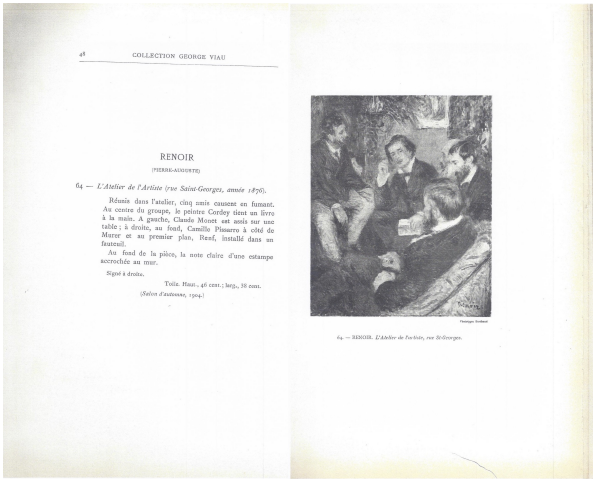 48
COLLECTION GEORGE VIAU
RENOIR
(PIERRE-AUGUSTE)
64 — L'Atelier de l'Artiste (rue Saint-Georges, année 1876).
Réunis dans l'atelier, cinq amis causent en fumant.
Au centre du groupe, le peintre Cordey tient un livre
à la main. A gauche, Claude Monet est assis sur une
table ; à droite, au fond, Camille Pissarro à côté de
Murer et au premier plan, Renf, installé dans un
fauteuil.
Au fond de la pièce, la note claire d'une estampe
accrochée au mur.
Signé à droite.
Toile. Haut., 46 cent.; larg., 38 cent.
(Salon d'automne, 1904.)
Renoir.
64. — RENOIR. L'Atelier de l'artiste, rue St-Georges.